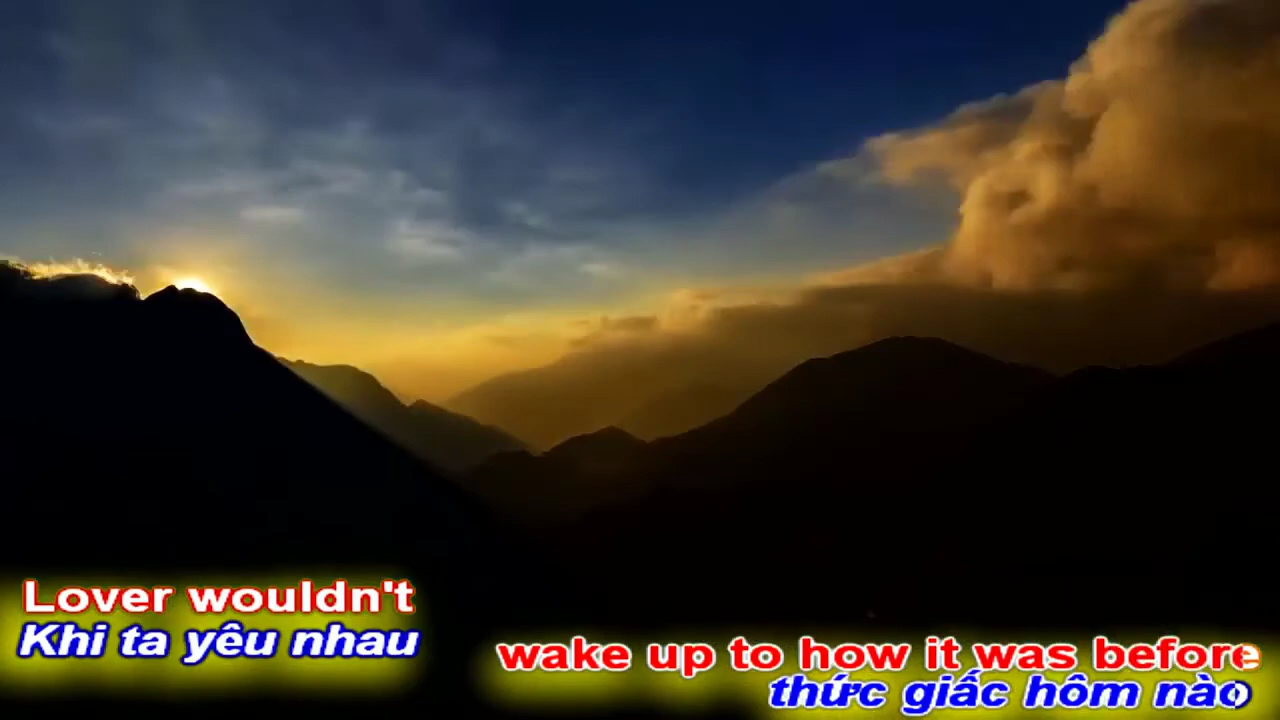 Lover wouldn't
Khi ta yêu nhau
wake up to how it was before
thức giấc hôm nào